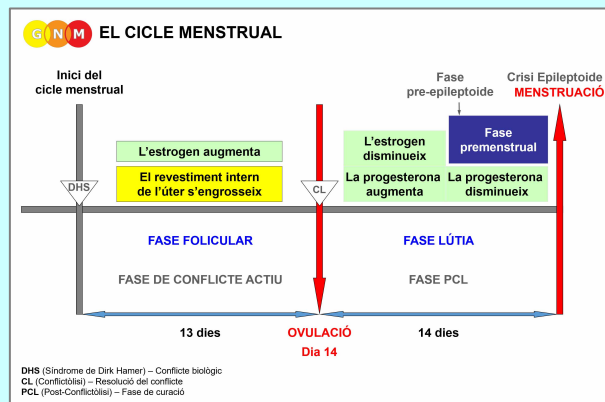 GNM EL CICLE MENSTRUAL
Inici del
cicle menstrual
Fase
pre-epileptoide
Crisi Epileptoide
MENSTRUACIÓ
L'estrogen augmenta
El revestiment intern
de l'úter s'engrosseix
L'estrogen
disminueix
Fase
premenstrual
La progesterona
augmenta
La progesterona
disminueix
DHS
CL
FASE FOLICULAR
FASE LÚTIA
FASE DE CONFLICTE ACTIU
FASE PCL
13 dies
OVULACIÓ
Dia 14
14 dies
DHS (Síndrome de Dirk Hamer) – Conflicte biològic
CL (Conflictòlisi) – Resolució del conflicte
PCL (Post-Conflictòlisi) – Fase de curació